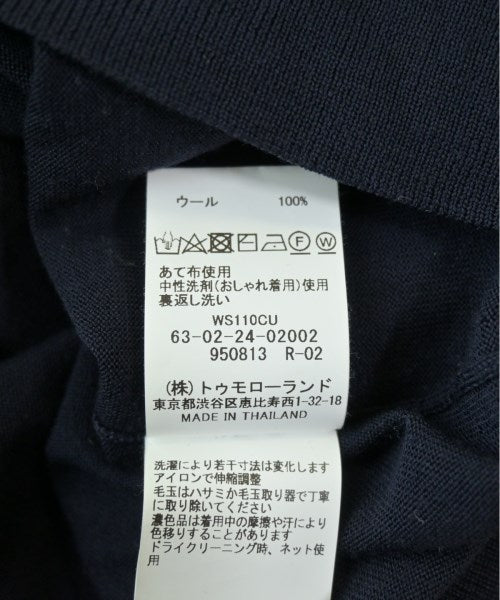 ウール 100%
F W
あて布使用
中性洗剤(おしゃれ着用)使用
裏返し洗い
WS110CU
63-02-24-02002
950813 R-02
(株)トゥモローランド
東京都渋谷区恵比寿西1-32-18
MADE IN THAILAND
洗濯により若干寸法は変化します
アイロンで伸縮調整
毛玉はハサミか毛玉取り器で丁寧
に取り除いてください
濃色品は着用中の摩擦や汗により
色移りすることがあります
ドライクリーニング時、ネット使
用